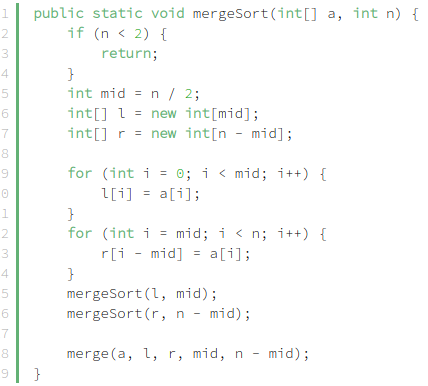 1 public static void mergeSort(int[] a, int n) {
2     if (n < 2) {
3         return;
4     }
5     int mid = n / 2;
6     int[] l = new int[mid];
7     int[] r = new int[n - mid];
8
9     for (int i = 0; i < mid; i++) {
0         l[i] = a[i];
1     }
2     for (int i = mid; i < n; i++) {
3         r[i - mid] = a[i];
4     }
5     mergeSort(l, mid);
6     mergeSort(r, n - mid);
7
8     merge(a, l, r, mid, n - mid);
9 }